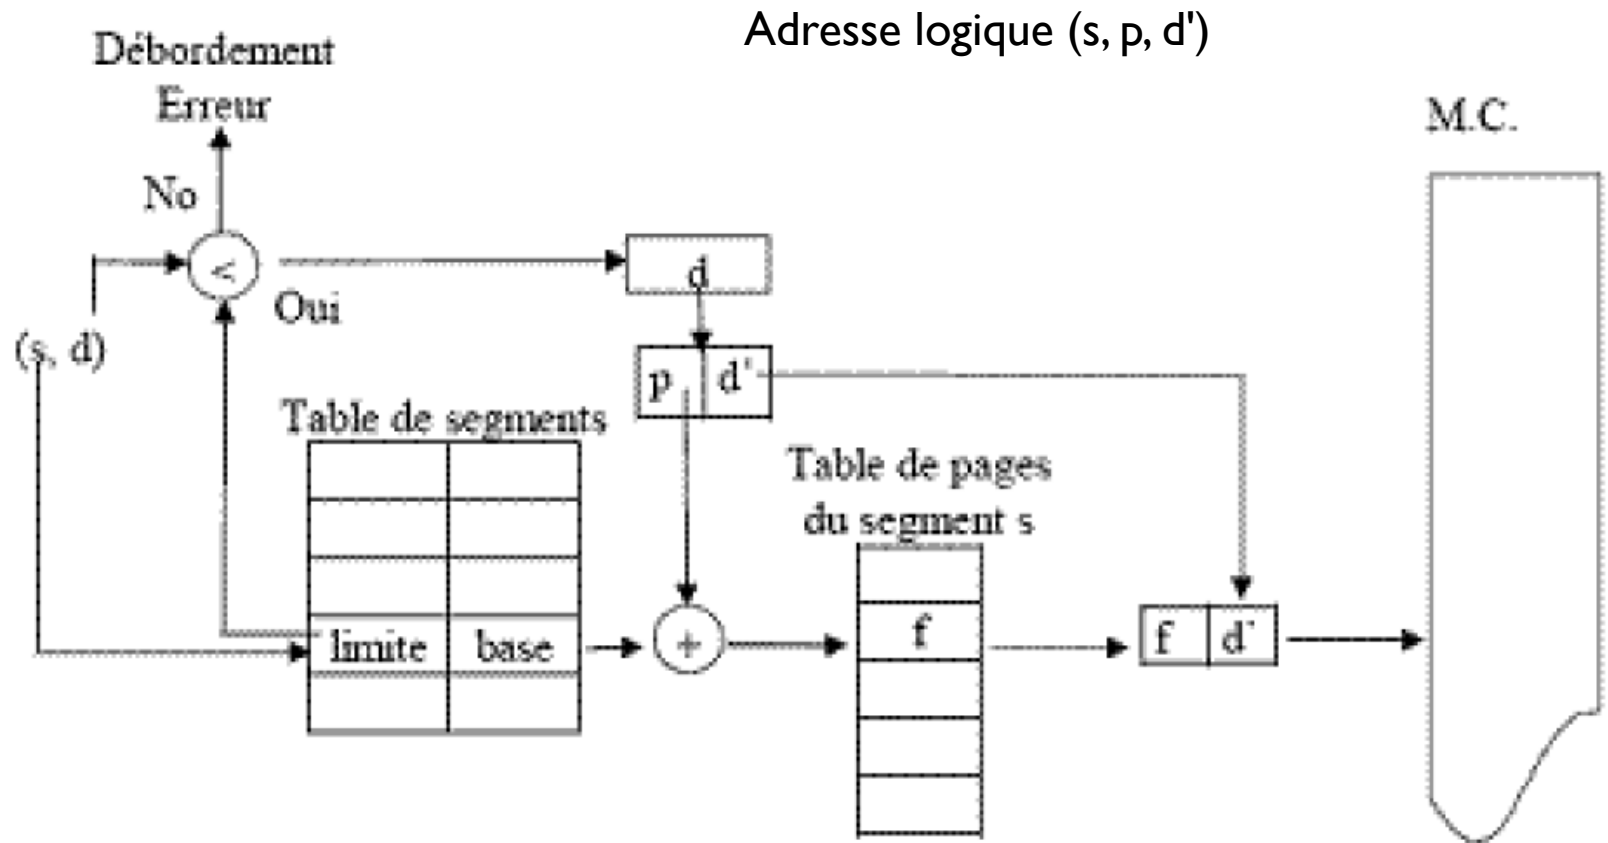 Adresse logique (s, p, d')
Débordement
Erreur
M.C.
No
<
d
Oui
(s, d)
p d'
Table de segments
Table de pages
du segment s
limite base
+
f
f d'